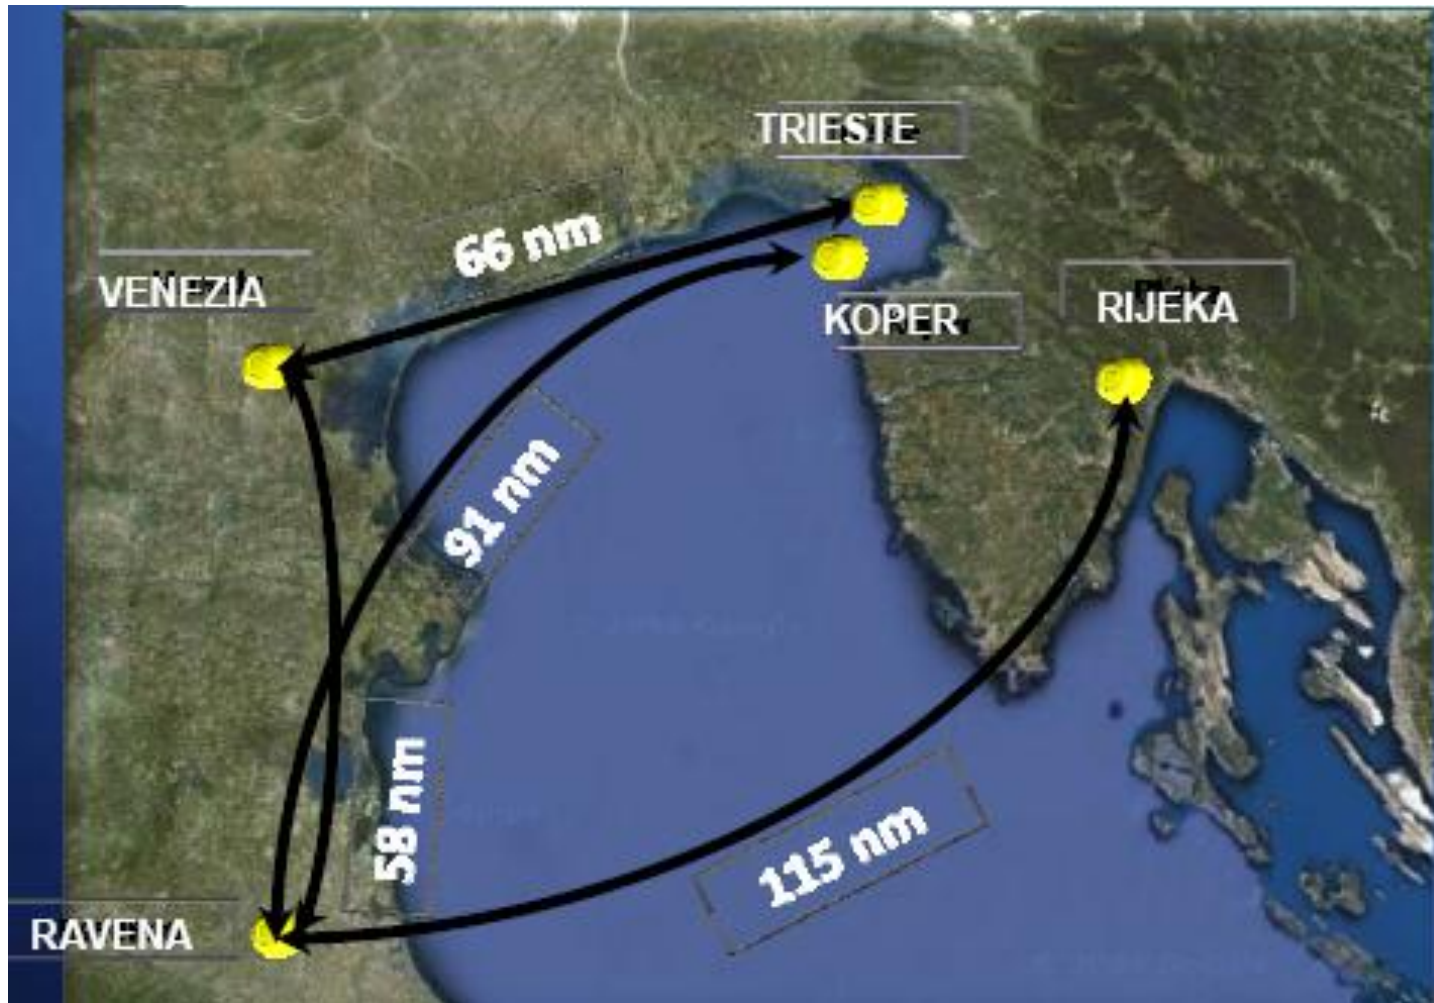 TRIESTE
66 nm
VENEZIA
KOPER
RIJEKA
91 nm
58 nm
115 nm
RAVENA